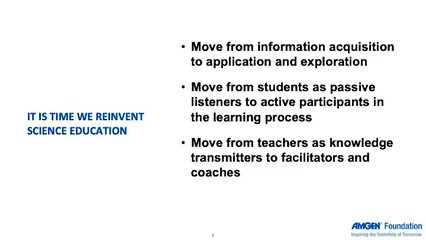 IT IS TIME WE REINVENT
SCIENCE EDUCATION
• Move from information acquisition
to application and exploration
• Move from students as passive
listeners to active participants in
the learning process
• Move from teachers as knowledge
transmitters to facilitators and
coaches
AMGEN Foundation
Inspiring the Scientists of Tomorrow